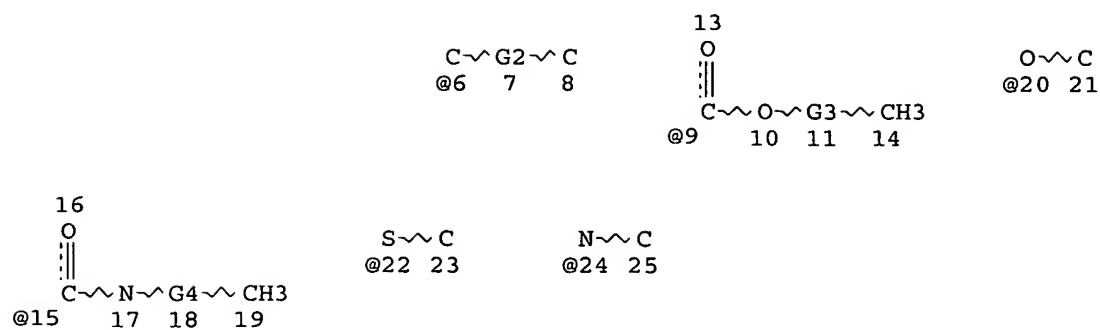 13
O
C G2 C
@6 7 8
O C
@20 21
C O G3 CH3
@9 10 11 14
16
O
S C
@22 23
N C
@24 25
C N G4 CH3
@15 17 18 19